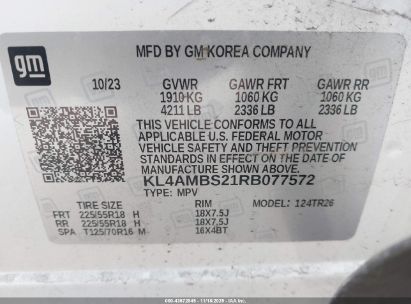 gm
MFD BY GM KOREA COMPANY
10/23 GVWR GAWR FRT GAWR RR
1910 KG 1060 KG 1060 KG
4211 LB 2336 LB 2336 LB
THIS VEHICLE CONFORMS TO ALL
APPLICABLE U.S. FEDERAL MOTOR
VEHICLE SAFETY AND THEFT PREVENTION
STANDARDS IN EFFECT ON THE DATE OF
MANUFACTURE SHOWN ABOVE.
KL4AMBS21RB077572
TYPE: MPV MODEL: 124TR26
TIRE SIZE RIM
FRT 225/55R18 H 18X7.5J
RR 225/55R18 H 18X7.5J
SPA T125/70R16 M 16X4BT